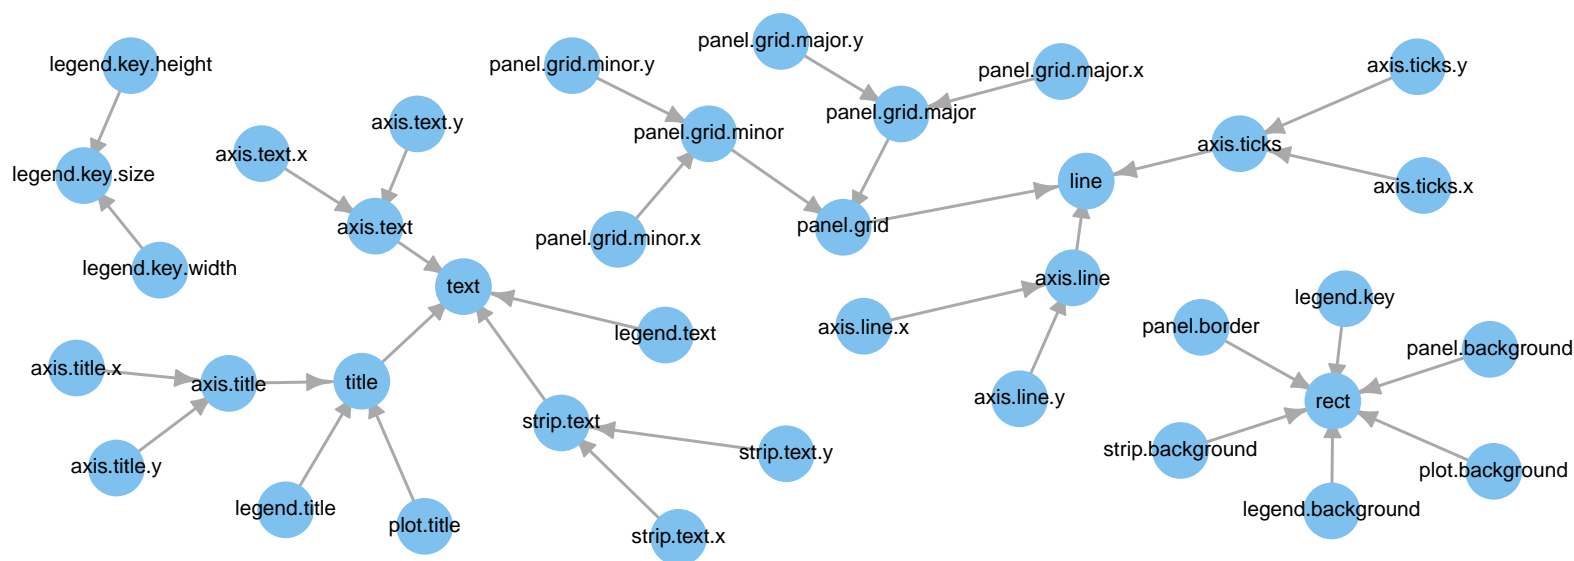 panel.grid.major.y
legend.key.height
panel.grid.minor.y
panel.grid.major.x
axis.ticks.y
axis.text.y
panel.grid.major
axis.text.x
panel.grid.minor
axis.ticks
legend.key.size
line
axis.ticks.x
axis.text
panel.grid
panel.grid.minor.x
legend.key.width
text
axis.line
legend.key
axis.line.x
panel.border
legend.text
panel.background
axis.title.x
axis.title
title
rect
axis.line.y
strip.text
strip.background
strip.text.y
axis.title.y
plot.background
legend.title
legend.background
plot.title
strip.text.x